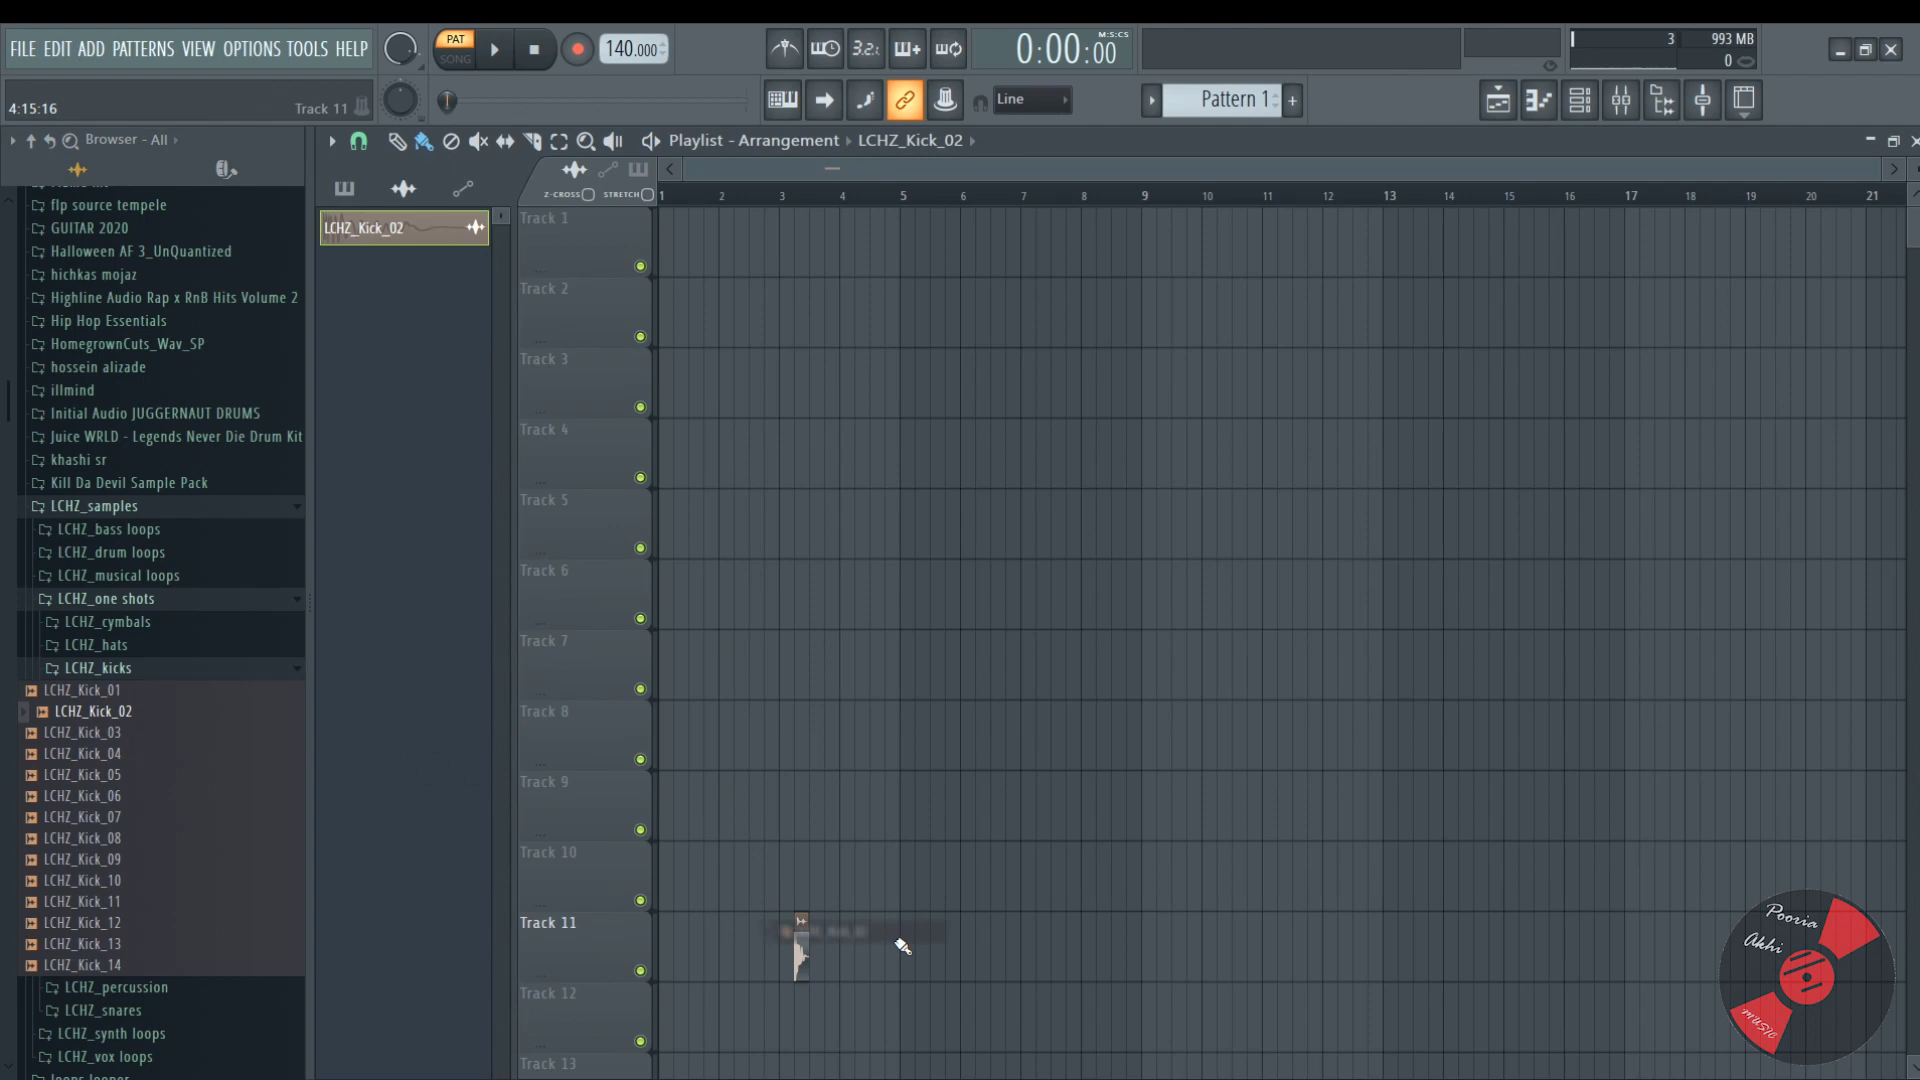 FILE EDIT ADD PATTERNS VIEW OPTIONS TOOLS HELP
PAT
SONG
140.000
3.2
0:00:00
M:S:CS
3
993 MB
0
4:15:16
Track 11
Line
Pattern 1
Browser - All
Playlist - Arrangement
LCHZ_Kick_02
Z-CROSS
STRETCH
1 2 3 4 5 6 7 8 9 10 11 12 13 14 15 16 17 18 19 20 21
LCHZ_Kick_02
flp source tempele
GUITAR 2020
Halloween AF 3_UnQuantized
hichkas mojaz
Highline Audio Rap x RnB Hits Volume 2
Hip Hop Essentials
HomegrownCuts_Wav_SP
hossein alizade
illmind
Initial Audio JUGGERNAUT DRUMS
Juice WRLD - Legends Never Die Drum Kit
khashi sr
Kill Da Devil Sample Pack
LCHZ_samples
LCHZ_bass loops
LCHZ_drum loops
LCHZ_musical loops
LCHZ_one shots
LCHZ_cymbals
LCHZ_hats
LCHZ_kicks
LCHZ_Kick_01
LCHZ_Kick_02
LCHZ_Kick_03
LCHZ_Kick_04
LCHZ_Kick_05
LCHZ_Kick_06
LCHZ_Kick_07
LCHZ_Kick_08
LCHZ_Kick_09
LCHZ_Kick_10
LCHZ_Kick_11
LCHZ_Kick_12
LCHZ_Kick_13
LCHZ_Kick_14
LCHZ_percussion
LCHZ_snares
LCHZ_synth loops
LCHZ_vox loops
Track 1
Track 2
Track 3
Track 4
Track 5
Track 6
Track 7
Track 8
Track 9
Track 10
Track 11
Track 12
Track 13
Pooria
Akhi
MUSIC